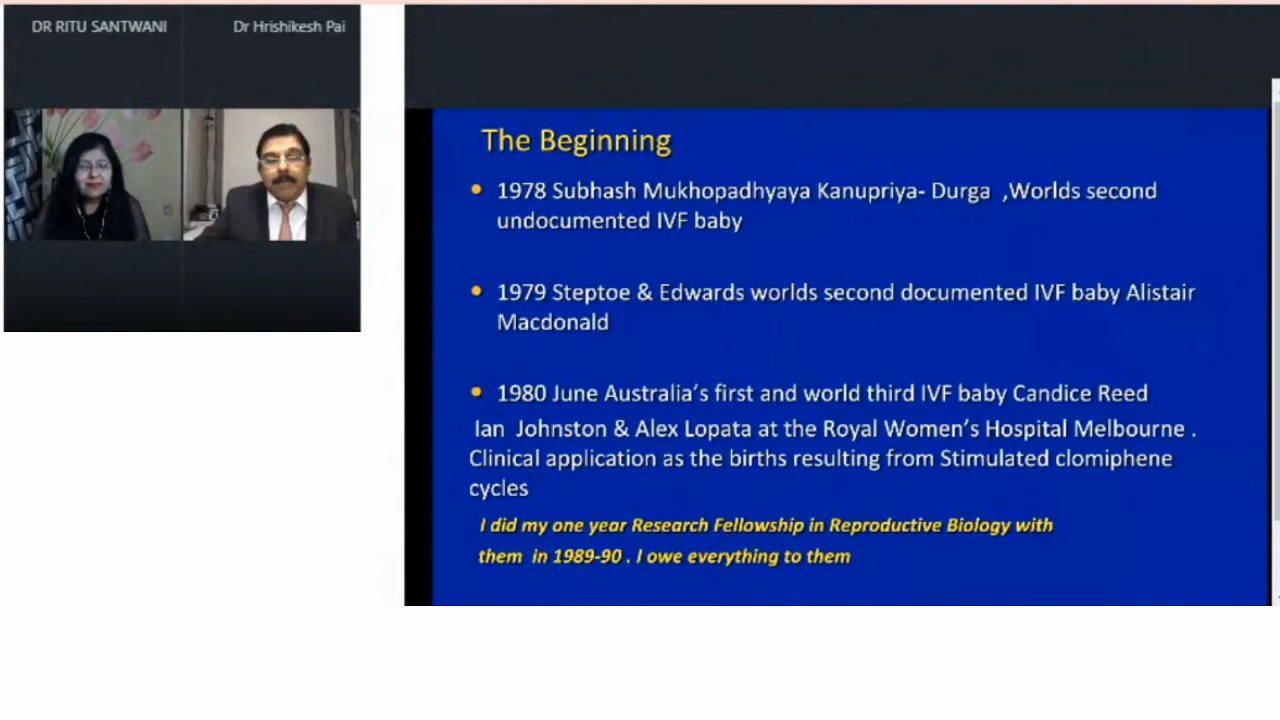 DR RITU SANTWANI
Dr Hrishikesh Pai
The Beginning
• 1978 Subhash Mukhopadhyaya Kanupriya- Durga ,Worlds second
undocumented IVF baby
• 1979 Steptoe & Edwards worlds second documented IVF baby Alistair
Macdonald
• 1980 June Australia's first and world third IVF baby Candice Reed
Ian Johnston & Alex Lopata at the Royal Women's Hospital Melbourne .
Clinical application as the births resulting from Stimulated clomiphene
cycles
I did my one year Research Fellowship in Reproductive Biology with
them in 1989-90 . I owe everything to them